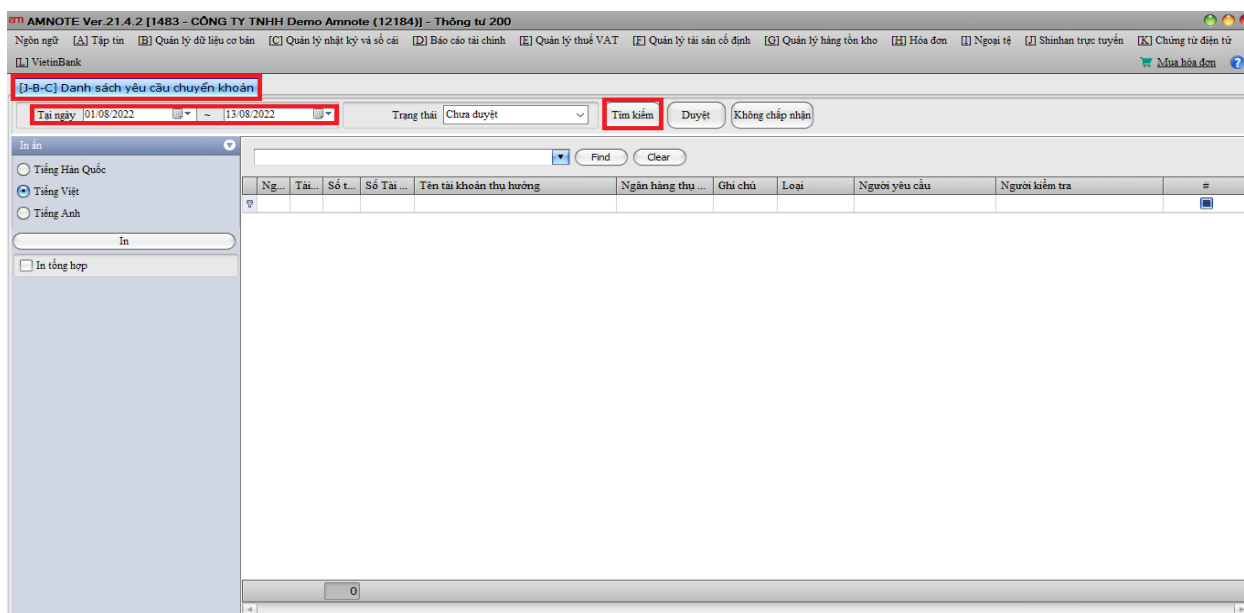 am AMNOTE Ver.21.4.2 [1483 - CÔNG TY TNHH Demo Amnote (12184)] - Thông tư 200
Ngôn ngữ [A] Tập tin [B] Quản lý dữ liệu cơ bản [C] Quản lý nhật ký và sổ cái [D] Báo cáo tài chính [E] Quản lý thuế VAT [F] Quản lý tài sản cố định [G] Quản lý hàng tồn kho [H] Hóa đơn [I] Ngoại tệ [J] Shinhan trực tuyến [K] Chứng từ điện tử
[L] VietinBank Mua hóa đơn ?
[J-B-C] Danh sách yêu cầu chuyển khoản
Tại ngày 01/08/2022 ~ 13/08/2022 Trạng thái Chưa duyệt Tìm kiếm Duyệt Không chấp nhận
In ấn
Find Clear
Tiếng Hàn Quốc
Tiếng Việt
Tiếng Anh
Ng... Tài... Số t... Số Tài ... Tên tài khoản thụ hưởng Ngân hàng thụ ... Ghi chú Loại Người yêu cầu Người kiểm tra #
In
In tổng hợp
0